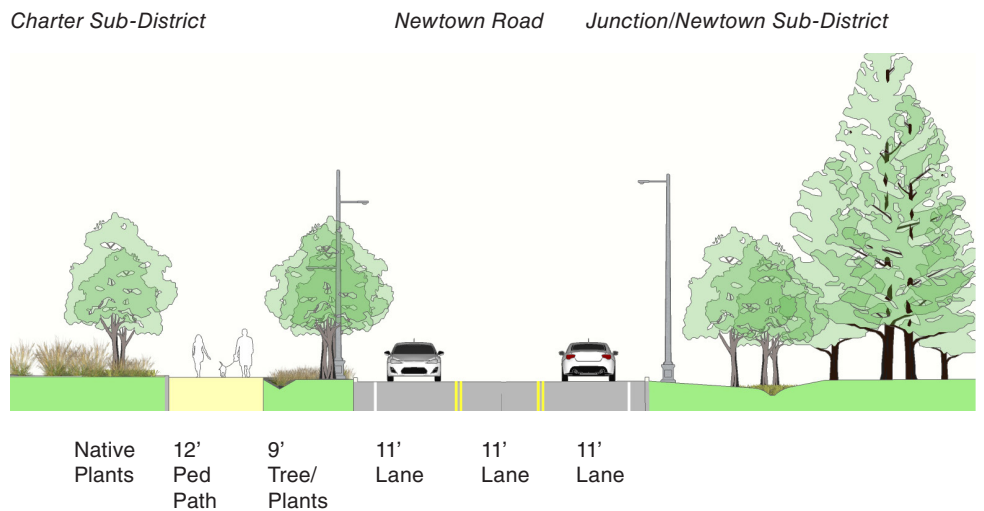 Charter Sub-District
Newtown Road
Junction/Newtown Sub-District
Native
Plants
12’
Ped
Path
9’
Tree/
Plants
11’
Lane
11’
Lane
11’
Lane